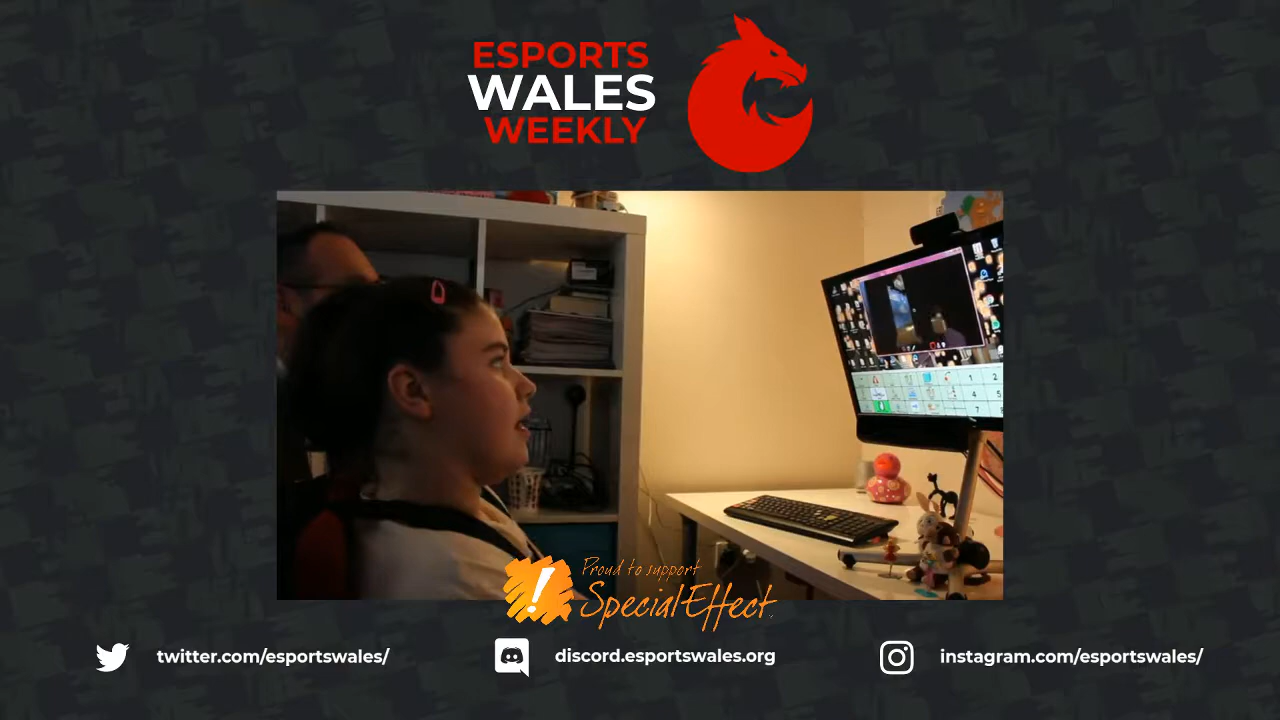 ESPORTS
WALES
WEEKLY
Proud to support
SpecialEffect
twitter.com/esportswales/
discord.esportswales.org
instagram.com/esportswales/